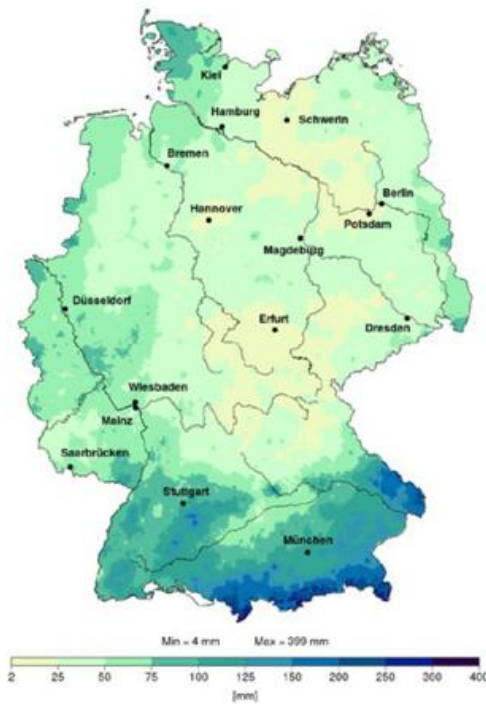 Kiel
Hamburg
Schwerin
Bremen
Berlin
Hannover
Potsdam
Magdeburg
Düsseldorf
Erfurt
Dresden
Wiesbaden
Mainz
Saarbrücken
Stuttgart
München
Min = 4 mm Max = 399 mm
2 25 50 75 100 125 150 200 250 300 400
[mm]